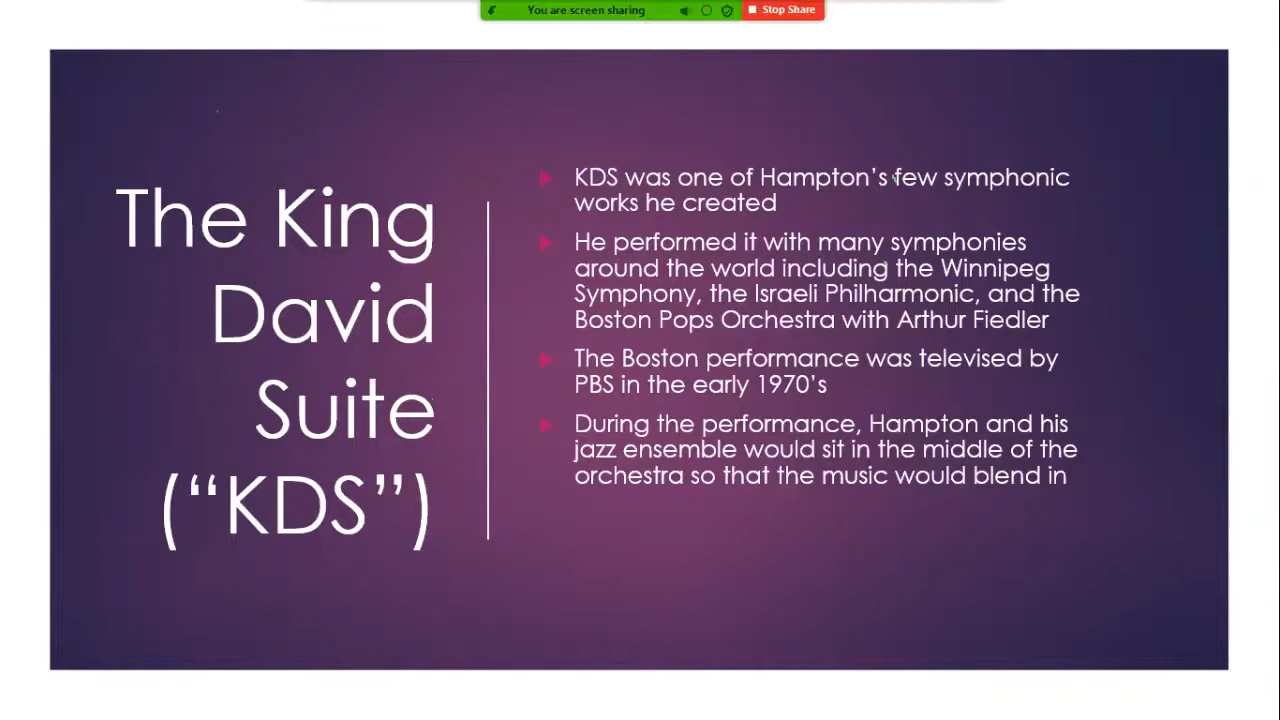 You are screen sharing
Stop Share
The King
David
Suite
(“KDS”)
KDS was one of Hampton’s few symphonic
works he created
He performed it with many symphonies
around the world including the Winnipeg
Symphony, the Israeli Philharmonic, and the
Boston Pops Orchestra with Arthur Fiedler
The Boston performance was televised by
PBS in the early 1970’s
During the performance, Hampton and his
jazz ensemble would sit in the middle of the
orchestra so that the music would blend in